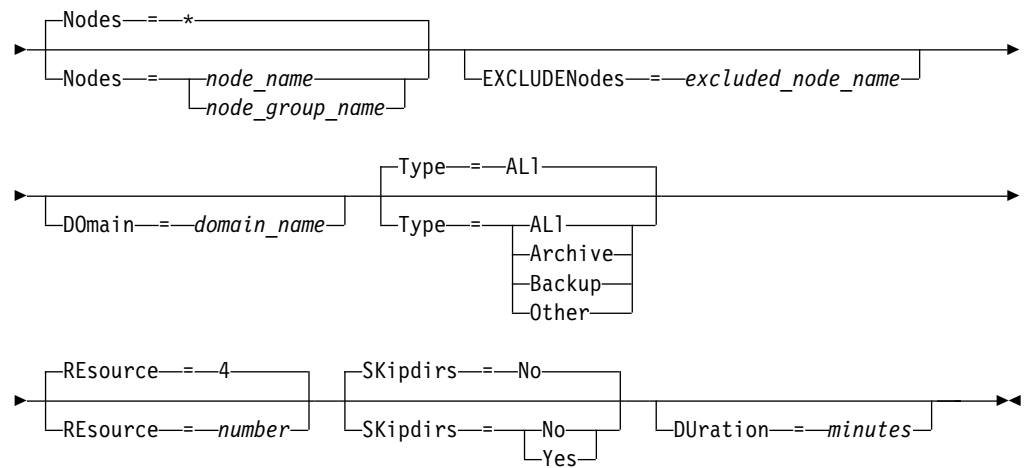 Nodes = *
Nodes = node_name
node_group_name
EXCLUDENodes = excluded_node_name
DOmain = domain_name
Type = ALl
Type = ALl
Archive
Backup
Other
REsource = 4
REsource = number
SKipdirs = No
SKipdirs = No
Yes
DUration = minutes